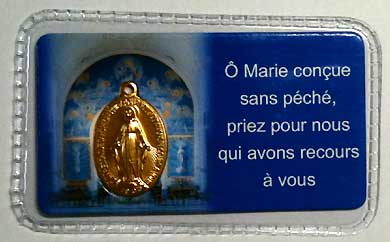 Ô Marie conçue
sans péché,
priez pour nous
qui avons recours
à vous